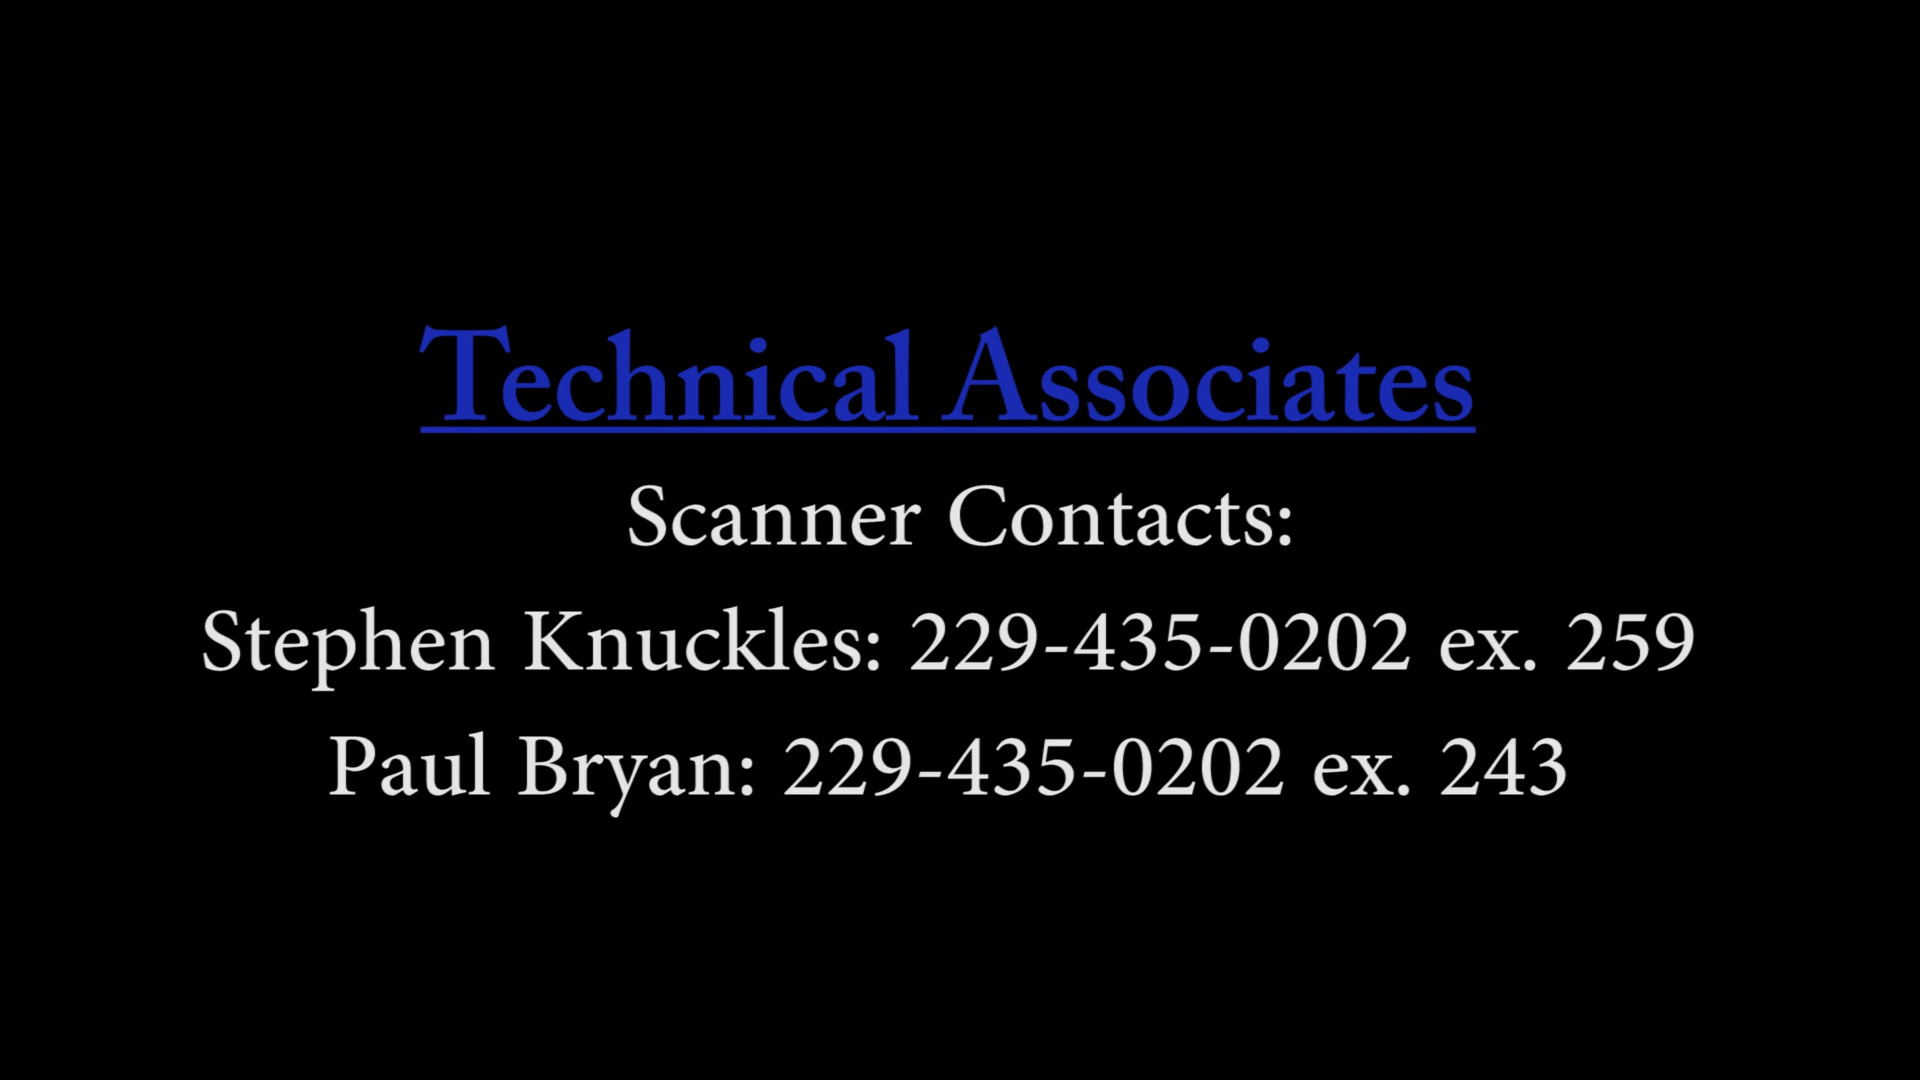 Technical Associates
Scanner Contacts:
Stephen Knuckles: 229-435-0202 ex. 259
Paul Bryan: 229-435-0202 ex. 243